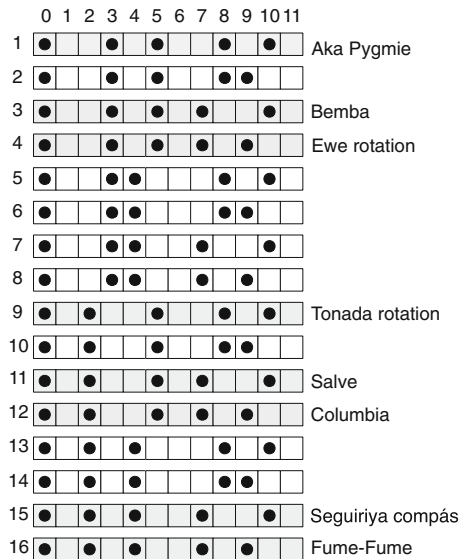 0 1 2 3 4 5 6 7 8 9 10 11
1 Aka Pygmie
2
3 Bemba
4 Ewe rotation
5
6
7
8
9 Tonada rotation
10
11 Salve
12 Columbia
13
14
15 Seguiriya compás
16 Fume-Fume